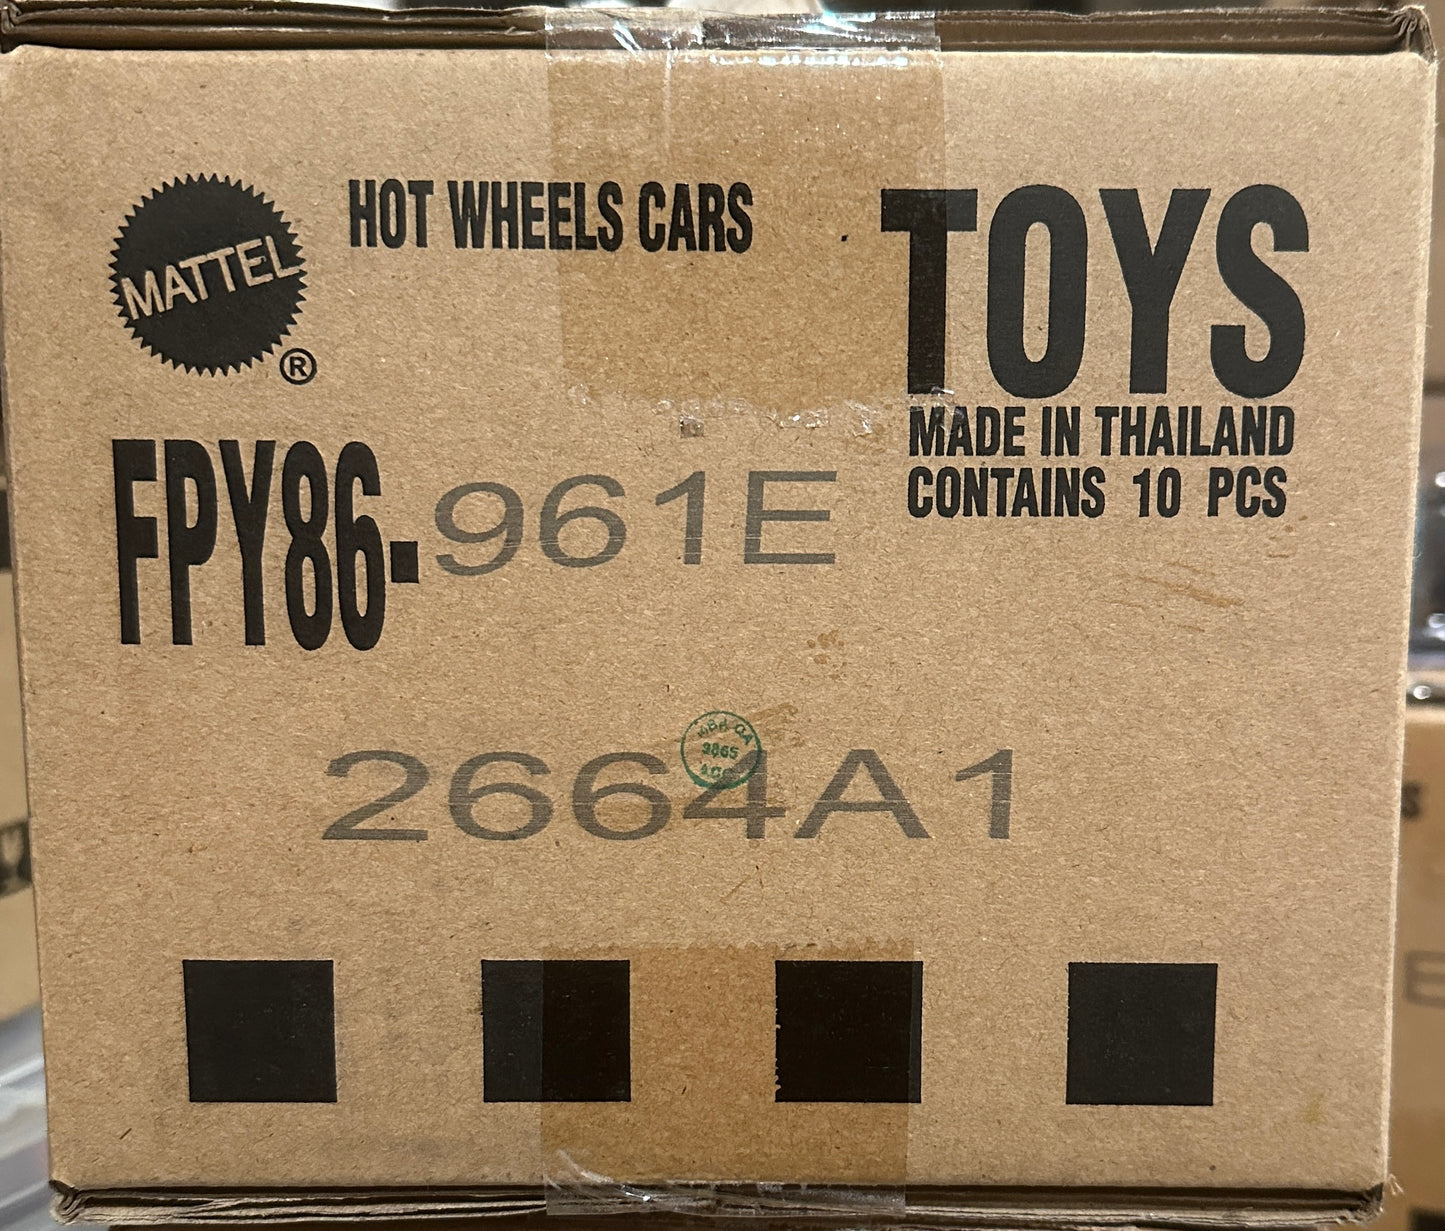 MATTEL
®
HOT WHEELS CARS
TOYS
MADE IN THAILAND
CONTAINS 10 PCS
FPY86-961E
2664A1